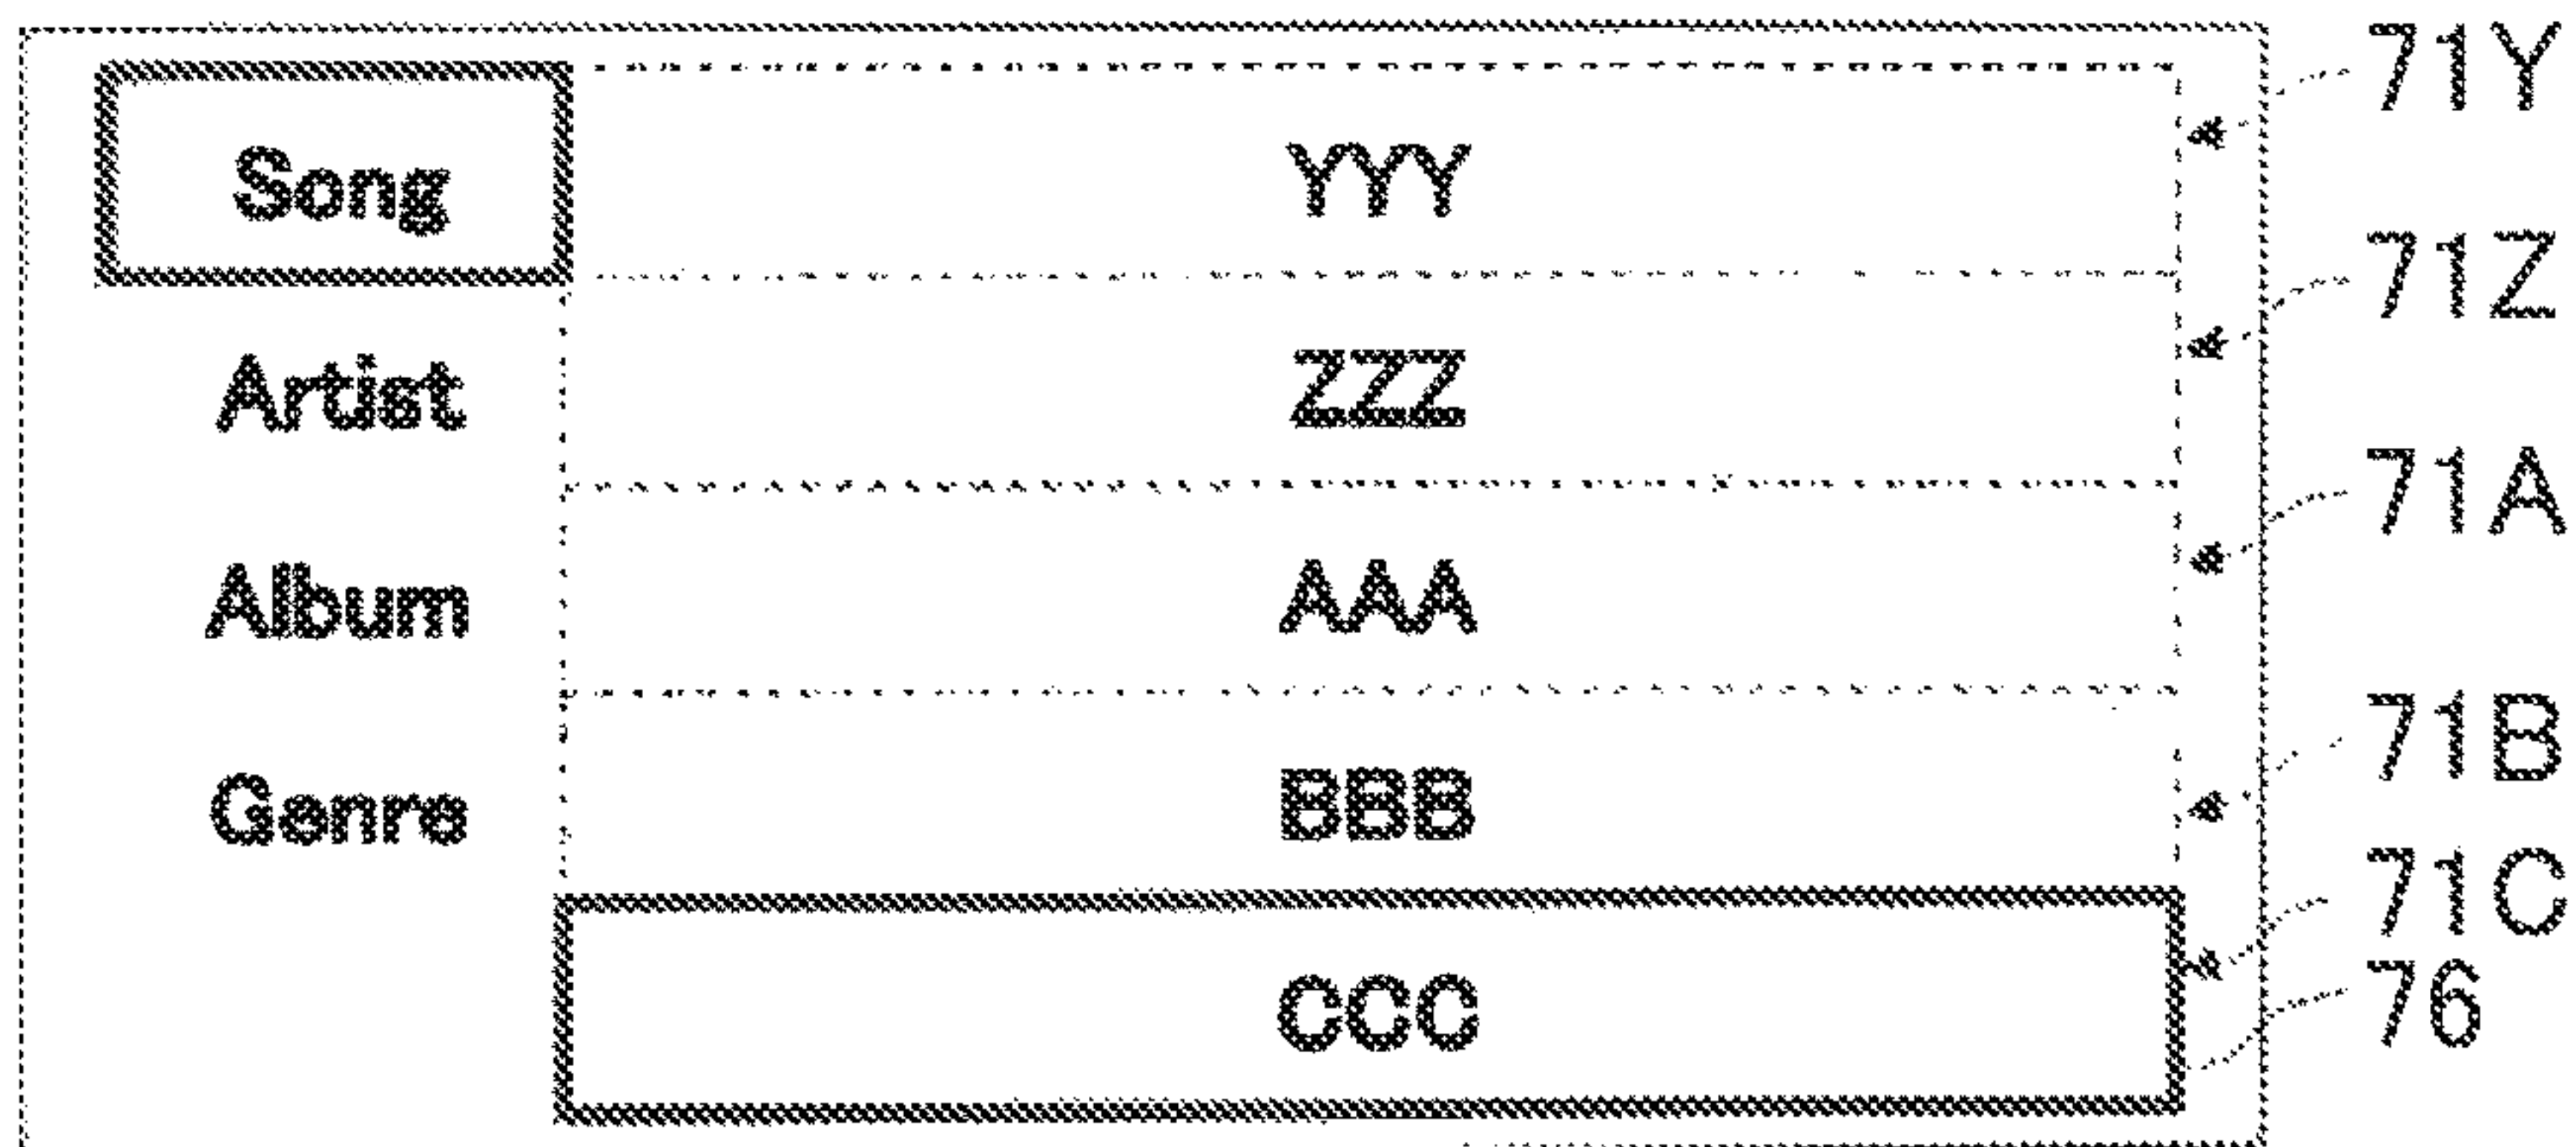 Song YYY 71Y
Artist ZZZ 71Z
Album AAA 71A
Genre BBB 71B
71C
CCC 76